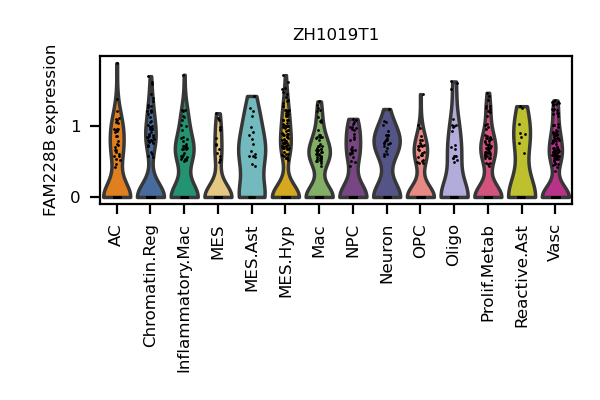 ZH1019T1
FAM228B expression
1
0
AC
Chromatin.Reg
Inflammatory.Mac
MES
MES.Ast
MES.Hyp
Mac
NPC
Neuron
OPC
Oligo
Prolif.Metab
Reactive.Ast
Vasc